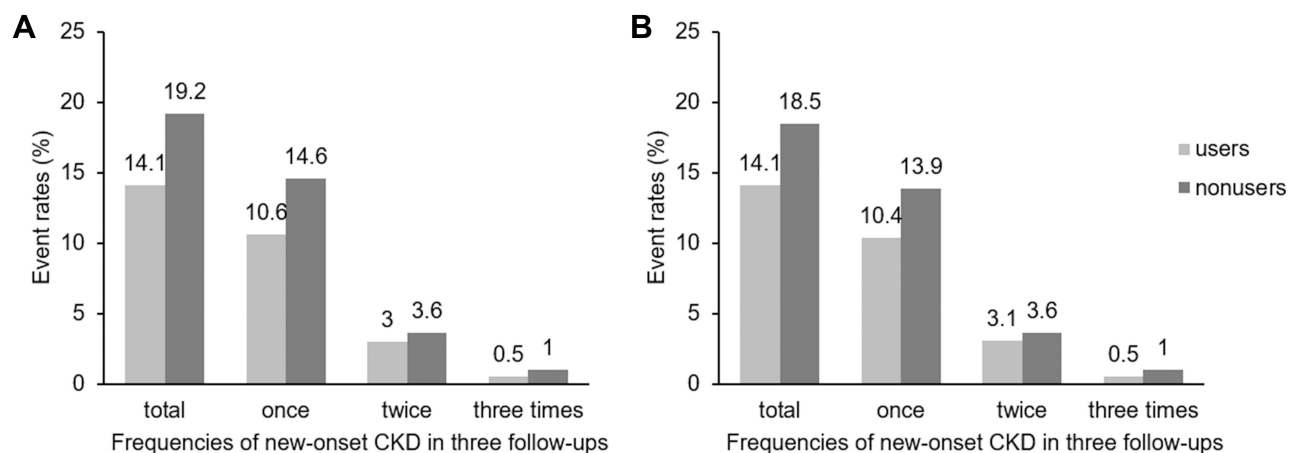 A
25
20
15
10
5
0
Event rates (%)
14.1
19.2
10.6
14.6
3
3.6
0.5
1
total
once
twice
three times
Frequencies of new-onset CKD in three follow-ups
B
25
20
15
10
5
0
Event rates (%)
14.1
18.5
10.4
13.9
3.1
3.6
0.5
1
total
once
twice
three times
Frequencies of new-onset CKD in three follow-ups
users
nonusers